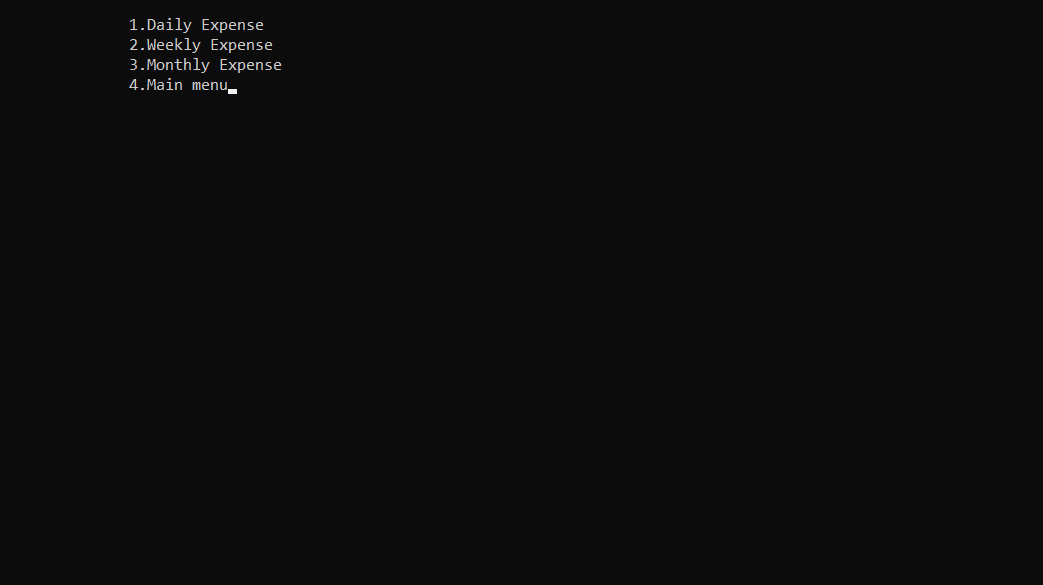 1.Daily Expense
2.Weekly Expense
3.Monthly Expense
4.Main menu